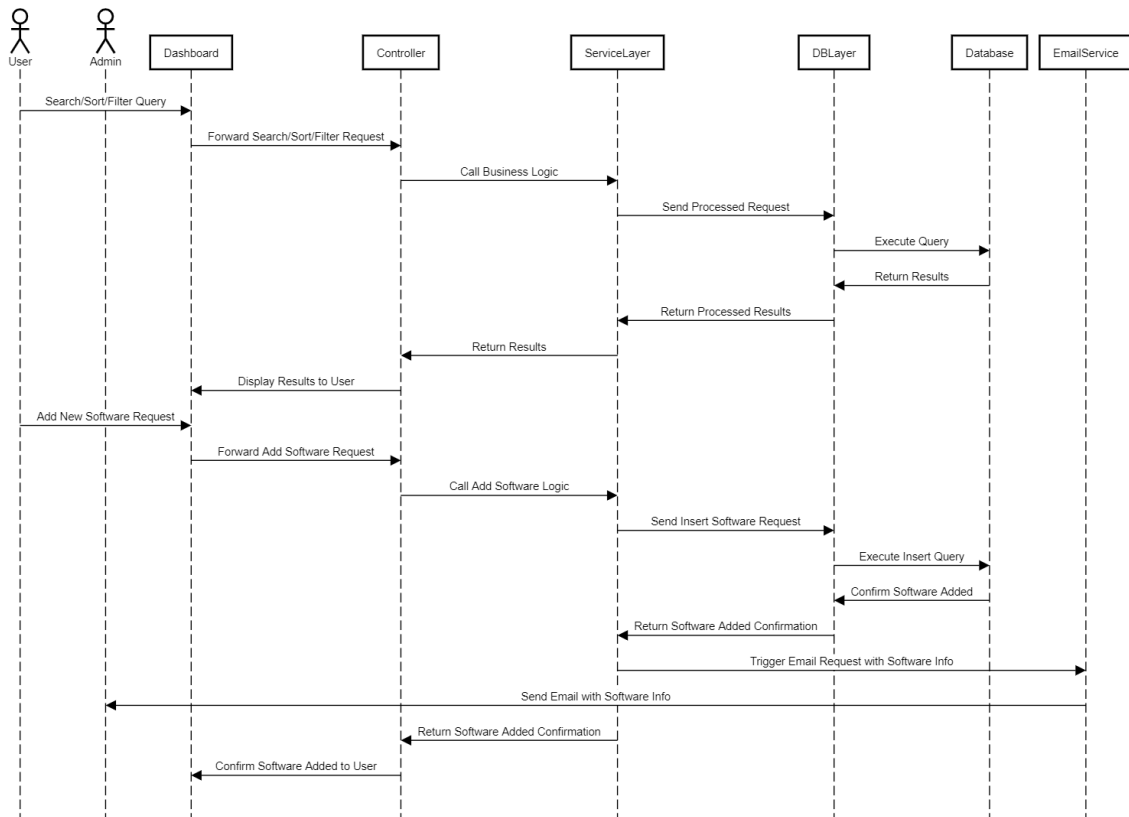 User
Admin
Dashboard
Controller
ServiceLayer
DBLayer
Database
EmailService
Search/Sort/Filter Query
Forward Search/Sort/Filter Request
Call Business Logic
Send Processed Request
Execute Query
Return Results
Return Processed Results
Return Results
Display Results to User
Add New Software Request
Forward Add Software Request
Call Add Software Logic
Send Insert Software Request
Execute Insert Query
Confirm Software Added
Return Software Added Confirmation
Trigger Email Request with Software Info
Send Email with Software Info
Return Software Added Confirmation
Confirm Software Added to User